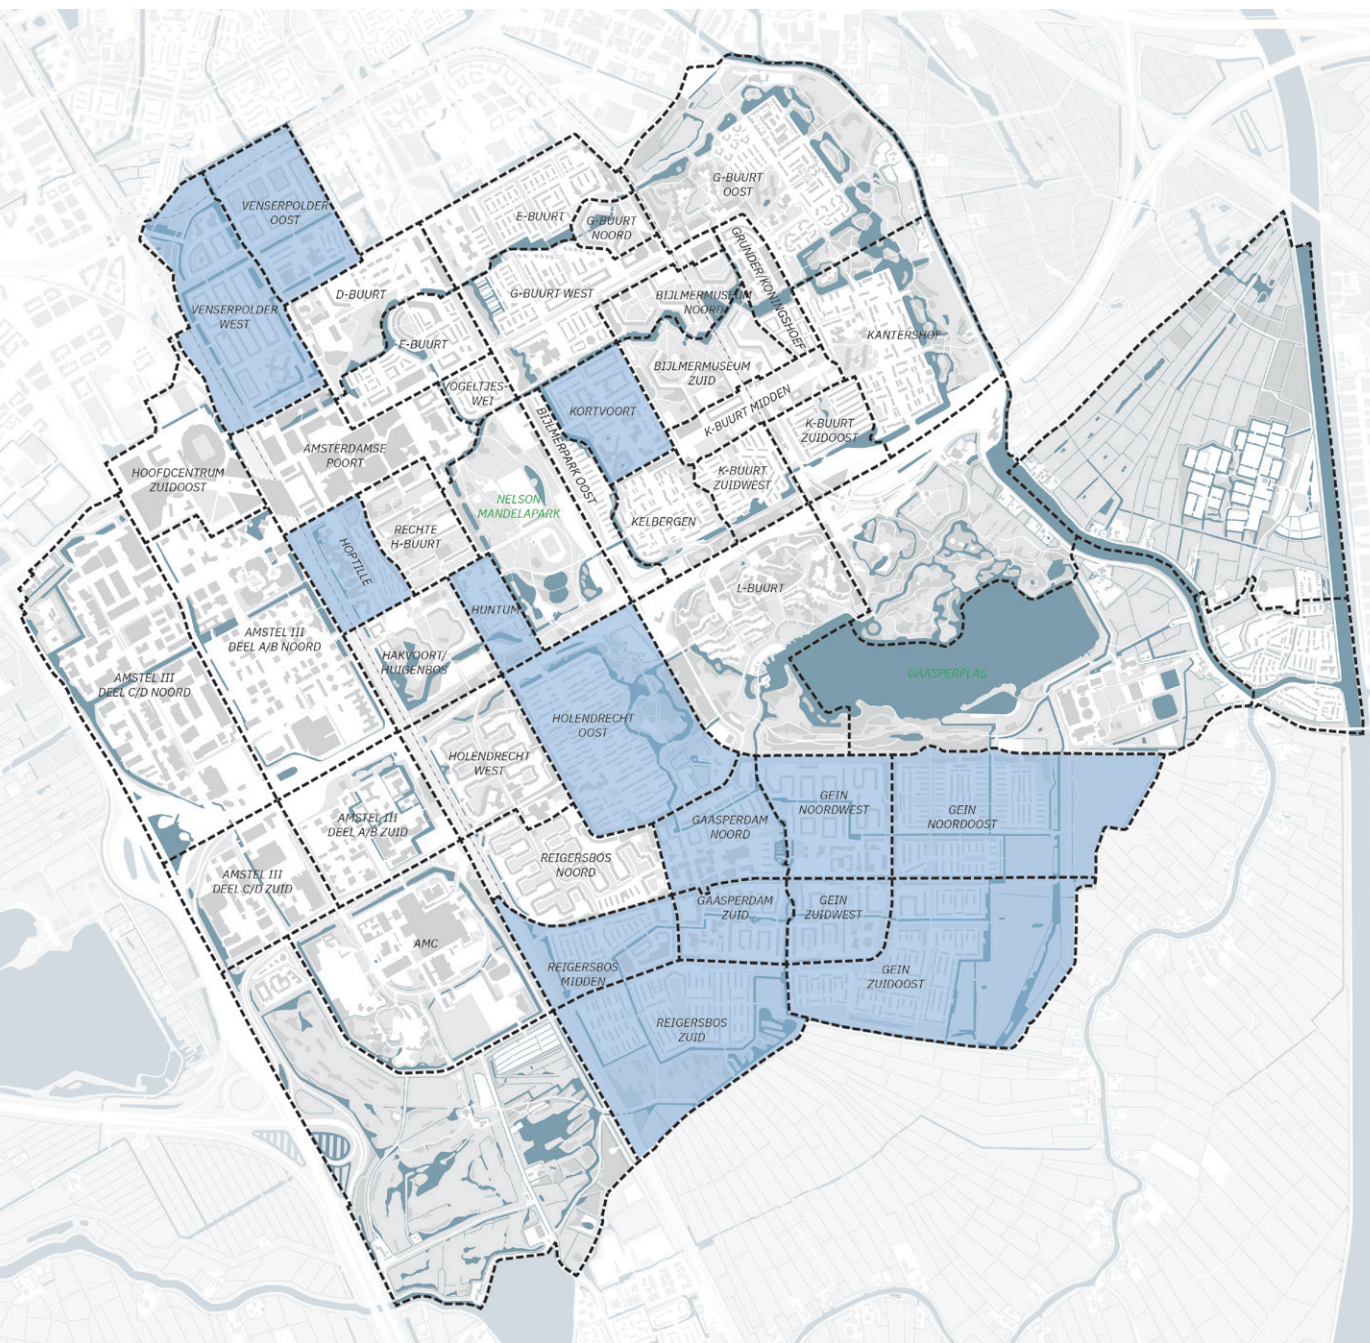 VENSERPOLDER
OOST
G-BUURT
OOST
E-BUURT
G-BUURT
NOORD
GRUNDER/KONINGSHOEF
D-BUURT
G-BUURT WEST
BIJLMERMUSEUM
NOORD
VENSERPOLDER
WEST
E-BUURT
KANTERSHOF
BIJLMERMUSEUM
ZUID
VOGELTJES-
WEI
K-BUURT MIDDEN
KORTVOORT
BIJLMERPARK OOST
K-BUURT
ZUIDOOST
AMSTERDAMSE
POORT
HOOFDCENTRUM
ZUIDOOST
K-BUURT
ZUIDWEST
NELSON
MANDELAPARK
KELBERGEN
RECHTE
H-BUURT
HOPTILLE
L-BUURT
HUNTUM
AMSTEL III
DEEL A/B NOORD
HAKVOORT/
HUIGENBOS
GAASPERPLAS
AMSTEL III
DEEL C/D NOORD
HOLENDRECHT
OOST
HOLENDRECHT
WEST
GEIN
NOORDWEST
GEIN
NOORDOOST
GAASPERDAM
NOORD
AMSTEL III
DEEL A/B ZUID
REIGERSBOS
NOORD
AMSTEL III
DEEL C/D ZUID
GAASPERDAM
ZUID
GEIN
ZUIDWEST
AMC
REIGERSBOS
MIDDEN
GEIN
ZUIDOOST
REIGERSBOS
ZUID